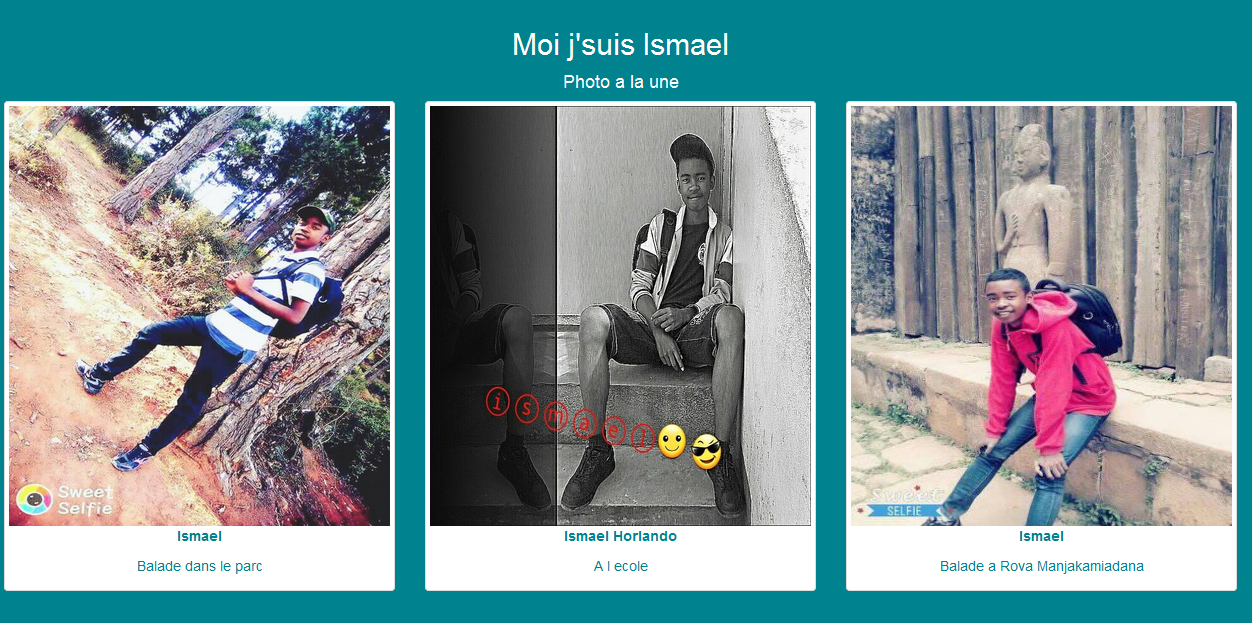 Moi j'suis Ismael
Photo a la une
Sweet
Selfie
Ismael
Balade dans le parc
ismael
Ismael Horlando
A l ecole
Sweet
SELFIE
Ismael
Balade a Rova Manjakamiadana